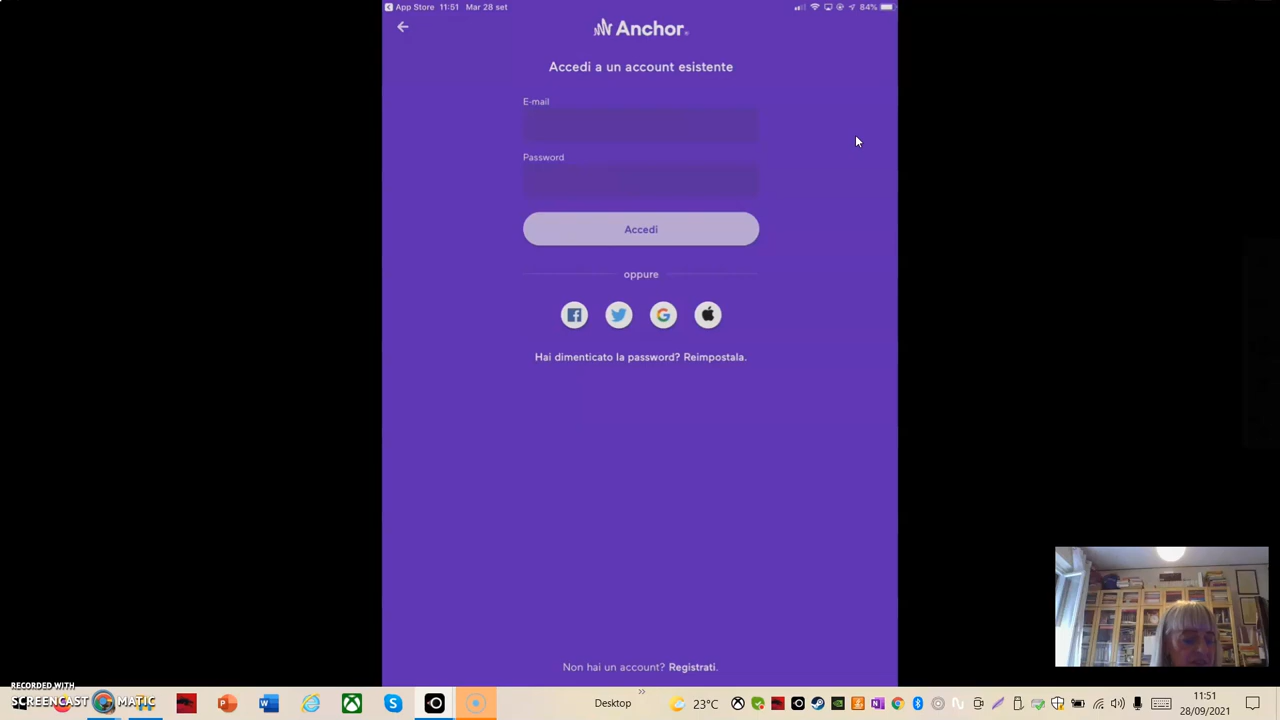 App Store 11:51 Mar 28 set 84%
Anchor
Accedi a un account esistente
E-mail
Password
Accedi
oppure
Hai dimenticato la password? Reimpostala.
Non hai un account? Registrati.
RECORDED WITH
SCREENCAST MATIC
Desktop
23°C
11:51
28/09/2021